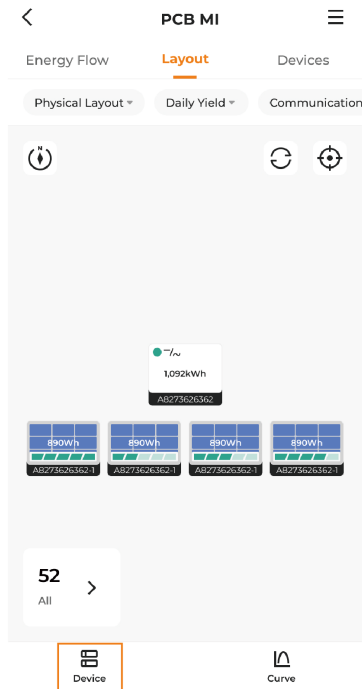 PCB MI
Energy Flow Layout Devices
Physical Layout Daily Yield Communication
N
1,092kWh
A8273626362
890Wh 890Wh 890Wh 890Wh
A8273626362-1 A8273626362-1 A8273626362-1 A8273626362-1
52
All
Device Curve